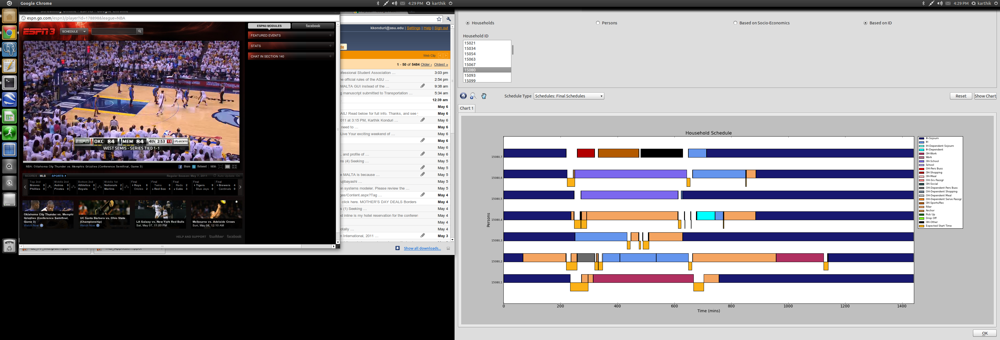 Google Chrome
4:29 PM karthik
4:29 PM karthik
espn.go.com/espn3/player?id=178898&league=NBA
ESPN3
SCHEDULE
ESPN3 MODULES
facebook
FEATURED EVENTS
STATS
CHAT IN SECTION 140
ESPN OKC 84 MEM 84 4th 2:53 13 PLAYOFFS
WEST SEMIS - SERIES TIED 1-1
NBA: Oklahoma City Thunder vs. Memphis Grizzlies (Conference Semifinal, Game 3)
Share Retweet VIEW:
SCORES - MLB SPORTS
Regular Season: May 7, 2011 Auto Update: On
Top 2nd
Braves 0
Phillies 0
Middle 2nd
Astros 0
Pirates 0
Bottom 2nd
Athletics 0
Royals 0
Middle 1st
Nationals 2
Marlins 0
Final
Rays 8
Orioles 2
Final
Twins 0
Red Sox 4
Final
Reds 2
Cubs 3
Final
Tigers 9
Blue Jays 0
Final
Brewers 4
Cardinals 0
Oklahoma City Thunder vs. Memphis
Grizzlies (Conference Semifinal,
Game 3)
Watch Now
UC Santa Barbara vs. Ohio State
(Championship)
Watch Now
LA Galaxy vs. New York Red Bulls
Sat, May 07, 11:00 PM
Melbourne vs. Adelaide Crows
Sun, May 08, 12:10 AM
HELP AND SUPPORT twitter facebook
kkonduri@asu.edu | Settings | Help | Sign out
Web Clip < >
1 - 50 of 5484 Older › Oldest »
ofessional Student Association ... 3:03 pm
he official rules of the ASU ... 2:54 pm
MALTA GUI instead of the ... 9:38 am
g manuscript submitted to Transportation ... 5:34 am
12:39 am
May 6
AIL! Read below for full info. Thanks, and see May 6
011 at 3:15 PM, Karthik Konduri ... May 6
need to ... May 6
Live Your exciting weekend of ... May 6
May 6
May 6
, and profile of ... May 6
ns (4) Seeking ... May 5
May 5
e MALTA is because ... May 5
ujibayashi ... May 5
on systems modeler. Please review the ... May 5
ges/Content.aspx?Tag ... May 4
click here. MOTHER'S DAY DEALS Borders May 4
s (1) Seeking ... May 4
nd inline is my hotel reservation for the conferen May 4
May 4
otally ... May 4
n International, 2011 ... May 3
Show all downloads...
Households
Persons
Based on Socio-Economics
Based on ID
Household ID
15021
15034
15054
15063
15067
15080
15093
15099
Schedule Type Schedules: Final Schedules
Reset
Show Chart
Chart 1
Household Schedule
15080,7
15080,6
15080,5
15080,4
15080,3
15080,2
15080,1
Persons
0 200 400 600 800 1000 1200 1400
Time (mins)
IH-Sojourn
IH
IH-Dependent Sojourn
IH-Dependent
OH-Work
Work
OH-School
School
OH-Pers Buss
OH-Shopping
OH-Meal
OH-Srv Passgr
OH-Social
OH-Dependent Pers Buss
OH-Dependent Shopping
OH-Dependent Meal
OH-Dependent Serve Passgr
OH-Sports/Rec
Filler
Anchor
Pick Up
Drop Off
OH-Other
Expected Start Time
OK